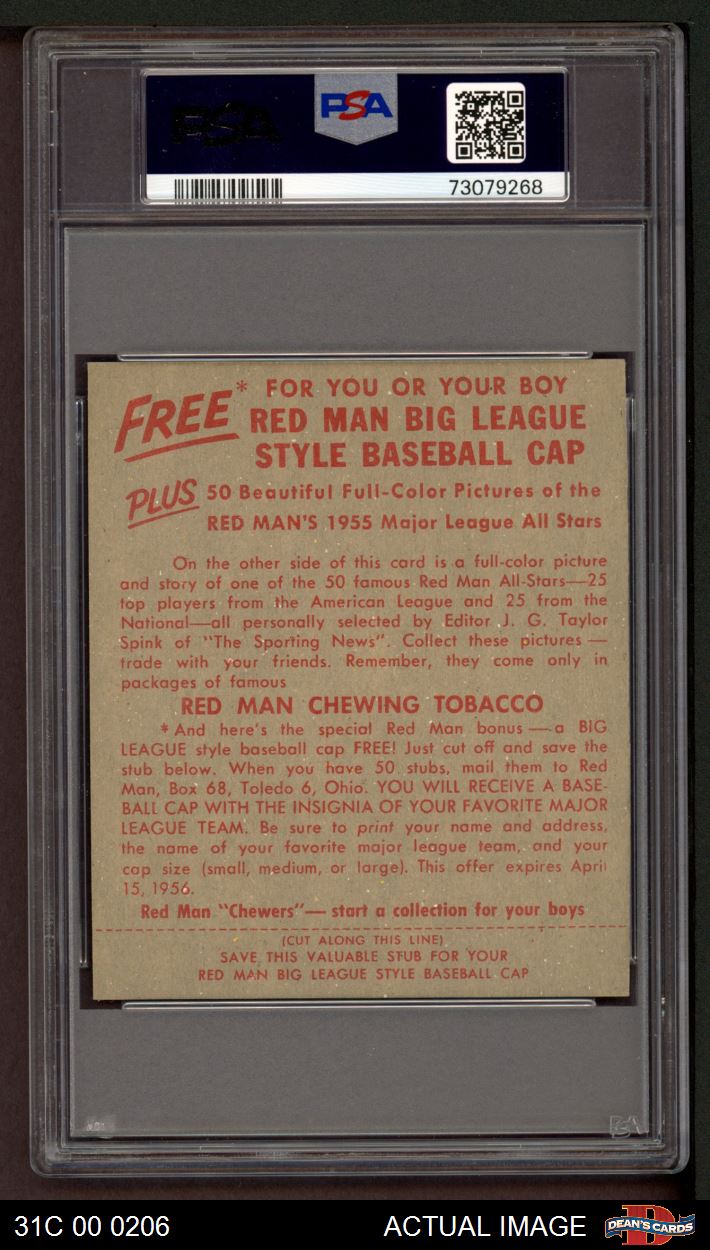 PSA
PSA
73079268
FREE* FOR YOU OR YOUR BOY
RED MAN BIG LEAGUE
STYLE BASEBALL CAP
PLUS 50 Beautiful Full-Color Pictures of the
RED MAN'S 1955 Major League All Stars
On the other side of this card is a full-color picture
and story of one of the 50 famous Red Man All-Stars—25
top players from the American League and 25 from the
National—all personally selected by Editor J. G. Taylor
Spink of "The Sporting News". Collect these pictures —
trade with your friends. Remember, they come only in
packages of famous
RED MAN CHEWING TOBACCO
*And here's the special Red Man bonus—a BIG
LEAGUE style baseball cap FREE! Just cut off and save the
stub below. When you have 50 stubs, mail them to Red
Man, Box 68, Toledo 6, Ohio. YOU WILL RECEIVE A BASE-
BALL CAP WITH THE INSIGNIA OF YOUR FAVORITE MAJOR
LEAGUE TEAM. Be sure to print your name and address,
the name of your favorite major league team, and your
cap size (small, medium, or large). This offer expires April
15, 1956.
Red Man "Chewers"— start a collection for your boys
(CUT ALONG THIS LINE)
SAVE THIS VALUABLE STUB FOR YOUR
RED MAN BIG LEAGUE STYLE BASEBALL CAP
PSA
31C 00 0206
ACTUAL IMAGE
DEAN'S CARDS